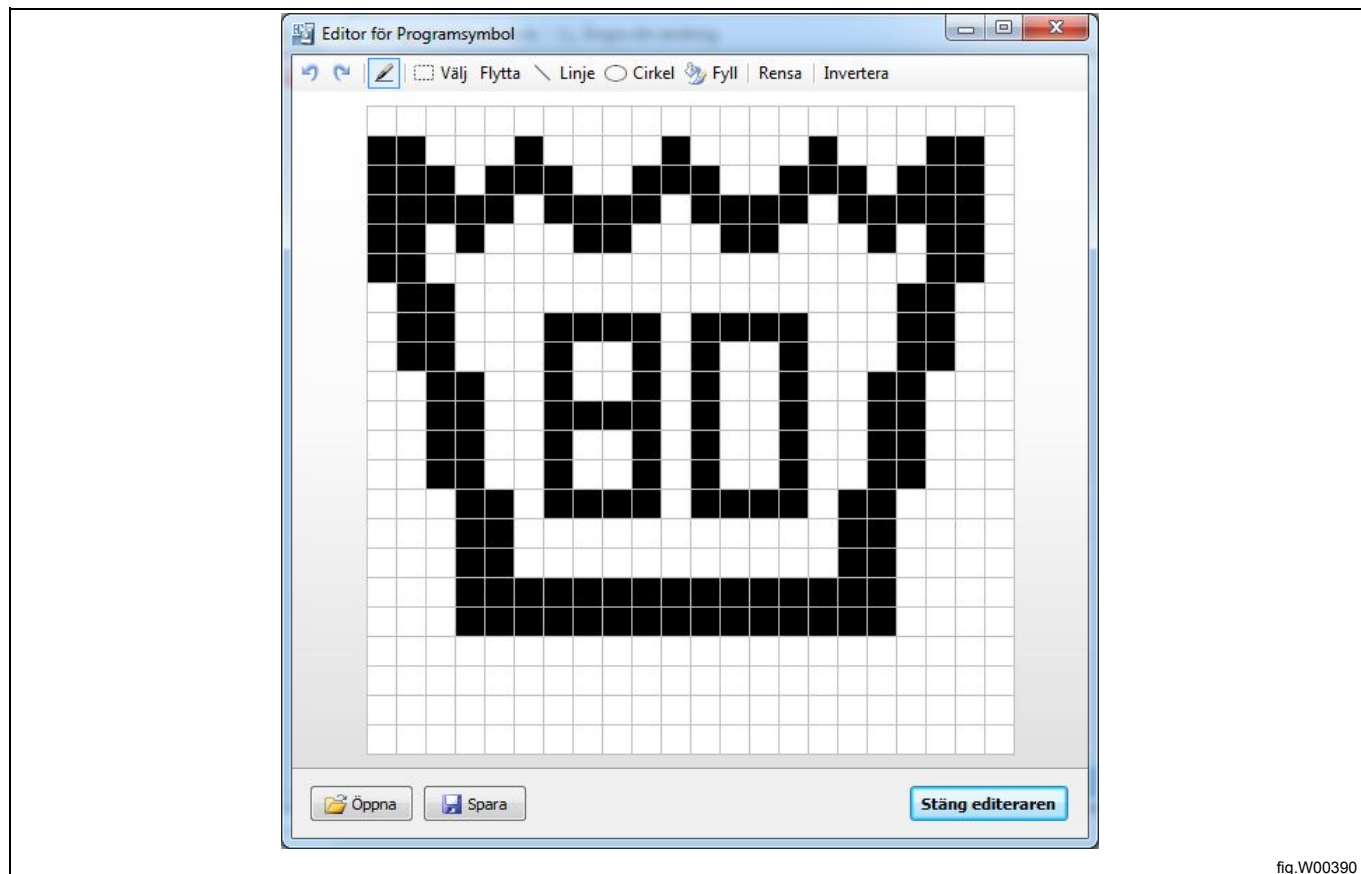 Editor för Programsymbol
Välj Flytta Linje Cirkel Fyll Rensa Invertera
80
Öppna Spara Stäng editeraren
fig.W00390